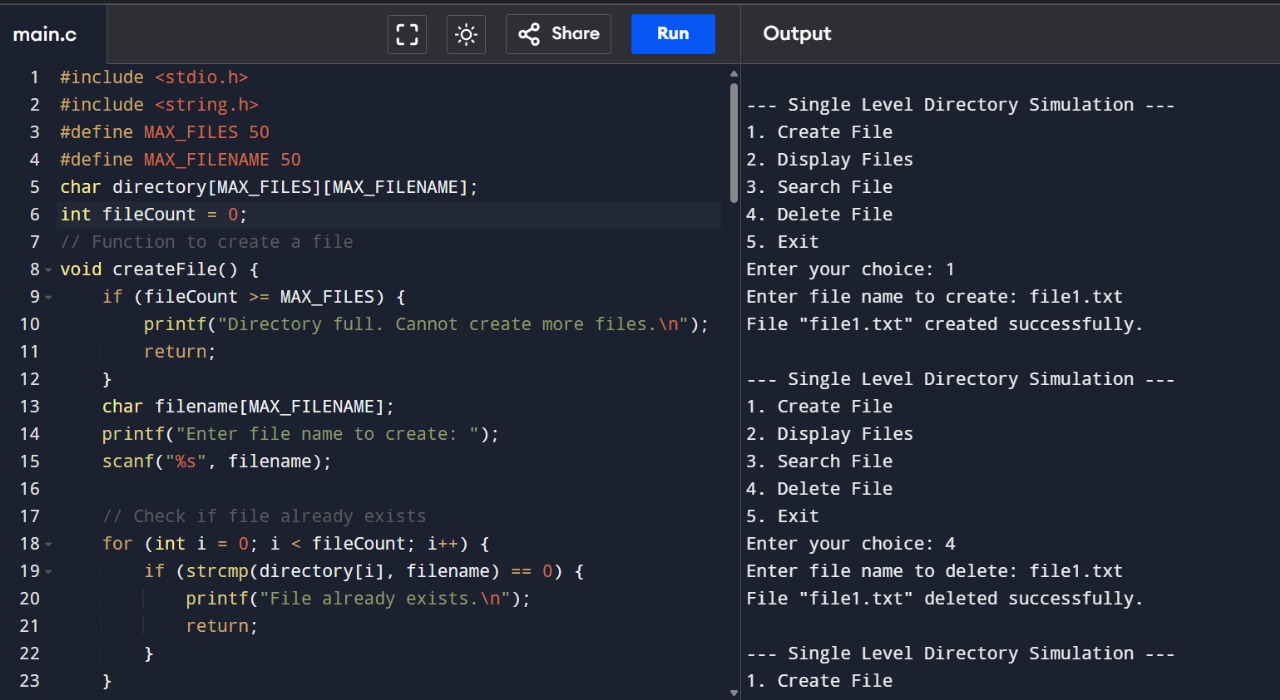 main.c
Share
Run
Output
1 #include <stdio.h>
2 #include <string.h>
3 #define MAX_FILES 50
4 #define MAX_FILENAME 50
5 char directory[MAX_FILES][MAX_FILENAME];
6 int fileCount = 0;
7 // Function to create a file
8 void createFile() {
9     if (fileCount >= MAX_FILES) {
10         printf("Directory full. Cannot create more files.\n");
11         return;
12     }
13     char filename[MAX_FILENAME];
14     printf("Enter file name to create: ");
15     scanf("%s", filename);
16
17     // Check if file already exists
18     for (int i = 0; i < fileCount; i++) {
19         if (strcmp(directory[i], filename) == 0) {
20             printf("File already exists.\n");
21             return;
22         }
23     }
--- Single Level Directory Simulation ---
1. Create File
2. Display Files
3. Search File
4. Delete File
5. Exit
Enter your choice: 1
Enter file name to create: file1.txt
File "file1.txt" created successfully.
--- Single Level Directory Simulation ---
1. Create File
2. Display Files
3. Search File
4. Delete File
5. Exit
Enter your choice: 4
Enter file name to delete: file1.txt
File "file1.txt" deleted successfully.
--- Single Level Directory Simulation ---
1. Create File